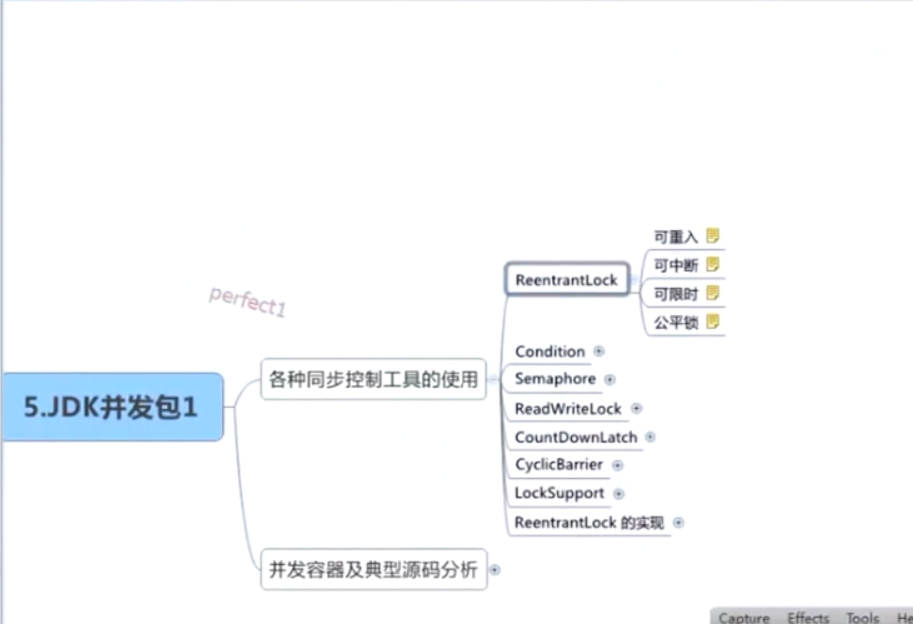 可重入
可中断
ReentrantLock
可限时
公平锁
perfect1
Condition
各种同步控制工具的使用
Semaphore
5.JDK并发包1
ReadWriteLock
CountDownLatch
CyclicBarrier
LockSupport
ReentrantLock 的实现
并发容器及典型源码分析
Capture Effects Tools He